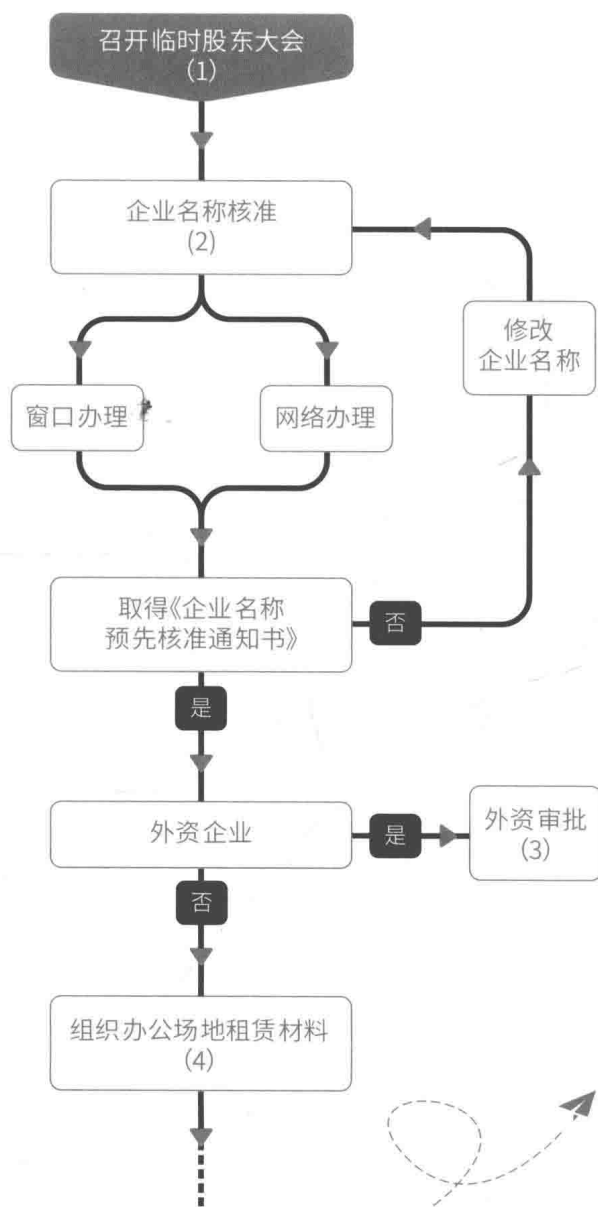 召开临时股东大会
(1)
企业名称核准
(2)
修改
企业名称
窗口办理
网络办理
取得《企业名称
预先核准通知书》
否
是
外资企业
是
外资审批
(3)
否
组织办公场地租赁材料
(4)